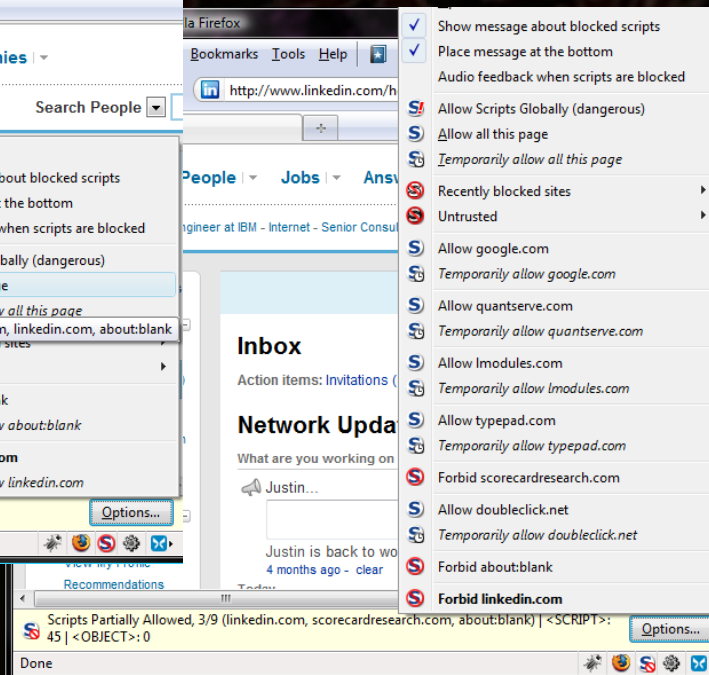 nies
Search People
bout blocked scripts
t the bottom
when scripts are blocked
bally (dangerous)
e
w all this page
m, linkedin.com, about:blank
sites
nk
w about:blank
om
w linkedin.com
Options...
la Firefox
Bookmarks Tools Help
in http://www.linkedin.com/h
People Jobs Answ
ngineer at IBM - Internet - Senior Consul
Inbox
Action items: Invitations (
Network Upda
What are you working on
Justin...
Justin is back to wo
4 months ago - clear
Today
View My Profile
Recommendations
Scripts Partially Allowed, 3/9 (linkedin.com, scorecardresearch.com, about:blank) | <SCRIPT>:
45 | <OBJECT>: 0
Options...
Done
Show message about blocked scripts
Place message at the bottom
Audio feedback when scripts are blocked
Allow Scripts Globally (dangerous)
Allow all this page
Temporarily allow all this page
Recently blocked sites
Untrusted
Allow google.com
Temporarily allow google.com
Allow quantserve.com
Temporarily allow quantserve.com
Allow lmodules.com
Temporarily allow lmodules.com
Allow typepad.com
Temporarily allow typepad.com
Forbid scorecardresearch.com
Allow doubleclick.net
Temporarily allow doubleclick.net
Forbid about:blank
Forbid linkedin.com